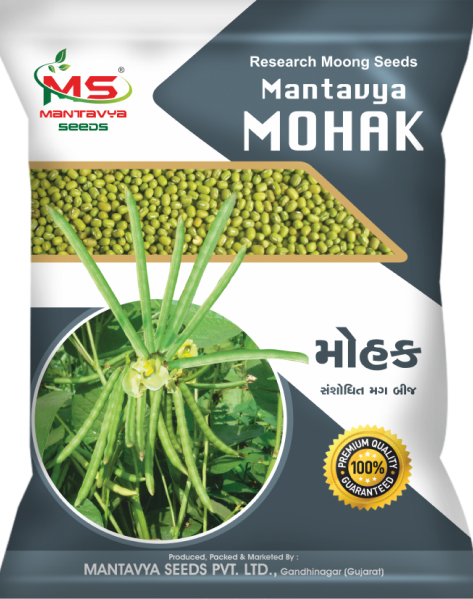 MS®
MANTAVYA
SEEDS
Research Moong Seeds
Mantavya
MOHAK
મોહક
સંશોધિત મગ બીજ
PREMIUM QUALITY
100%
GUARANTEED
Produced, Packed & Marketed By :
MANTAVYA SEEDS PVT. LTD., Gandhinagar (Gujarat)